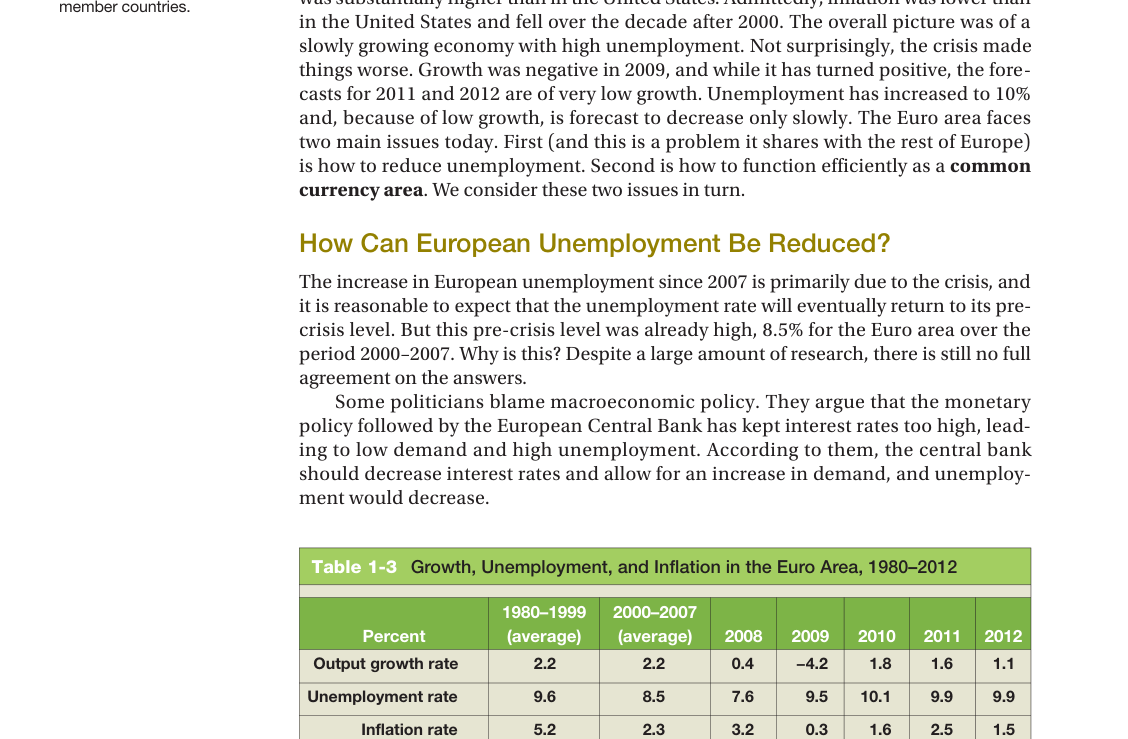 member countries.
was substantially higher than in the United States. Admittedly, inflation was lower than
in the United States and fell over the decade after 2000. The overall picture was of a
slowly growing economy with high unemployment. Not surprisingly, the crisis made
things worse. Growth was negative in 2009, and while it has turned positive, the fore-
casts for 2011 and 2012 are of very low growth. Unemployment has increased to 10%
and, because of low growth, is forecast to decrease only slowly. The Euro area faces
two main issues today. First (and this is a problem it shares with the rest of Europe)
is how to reduce unemployment. Second is how to function efficiently as a common
currency area. We consider these two issues in turn.
How Can European Unemployment Be Reduced?
The increase in European unemployment since 2007 is primarily due to the crisis, and
it is reasonable to expect that the unemployment rate will eventually return to its pre-
crisis level. But this pre-crisis level was already high, 8.5% for the Euro area over the
period 2000–2007. Why is this? Despite a large amount of research, there is still no full
agreement on the answers.
Some politicians blame macroeconomic policy. They argue that the monetary
policy followed by the European Central Bank has kept interest rates too high, lead-
ing to low demand and high unemployment. According to them, the central bank
should decrease interest rates and allow for an increase in demand, and unemploy-
ment would decrease.
Table 1-3 Growth, Unemployment, and Inflation in the Euro Area, 1980–2012
1980–1999 2000–2007
Percent (average) (average) 2008 2009 2010 2011 2012
Output growth rate 2.2 2.2 0.4 −4.2 1.8 1.6 1.1
Unemployment rate 9.6 8.5 7.6 9.5 10.1 9.9 9.9
Inflation rate 5.2 2.3 3.2 0.3 1.6 2.5 1.5